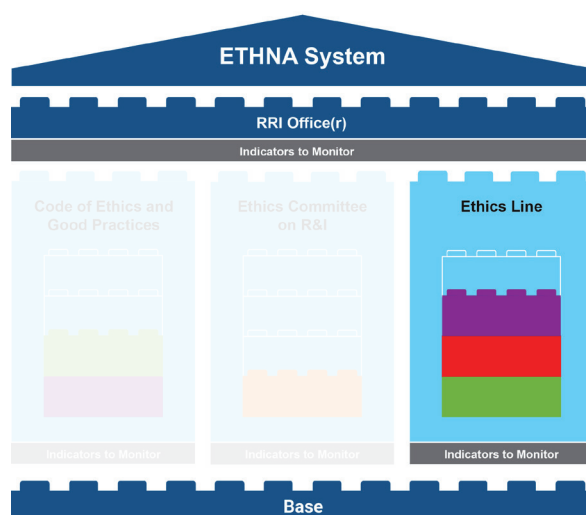 ETHNA System
RRI Office(r)
Indicators to Monitor
Code of Ethics and
Good Practices
Ethics Committee
on R&I
Ethics Line
Indicators to Monitor
Indicators to Monitor
Indicators to Monitor
Base